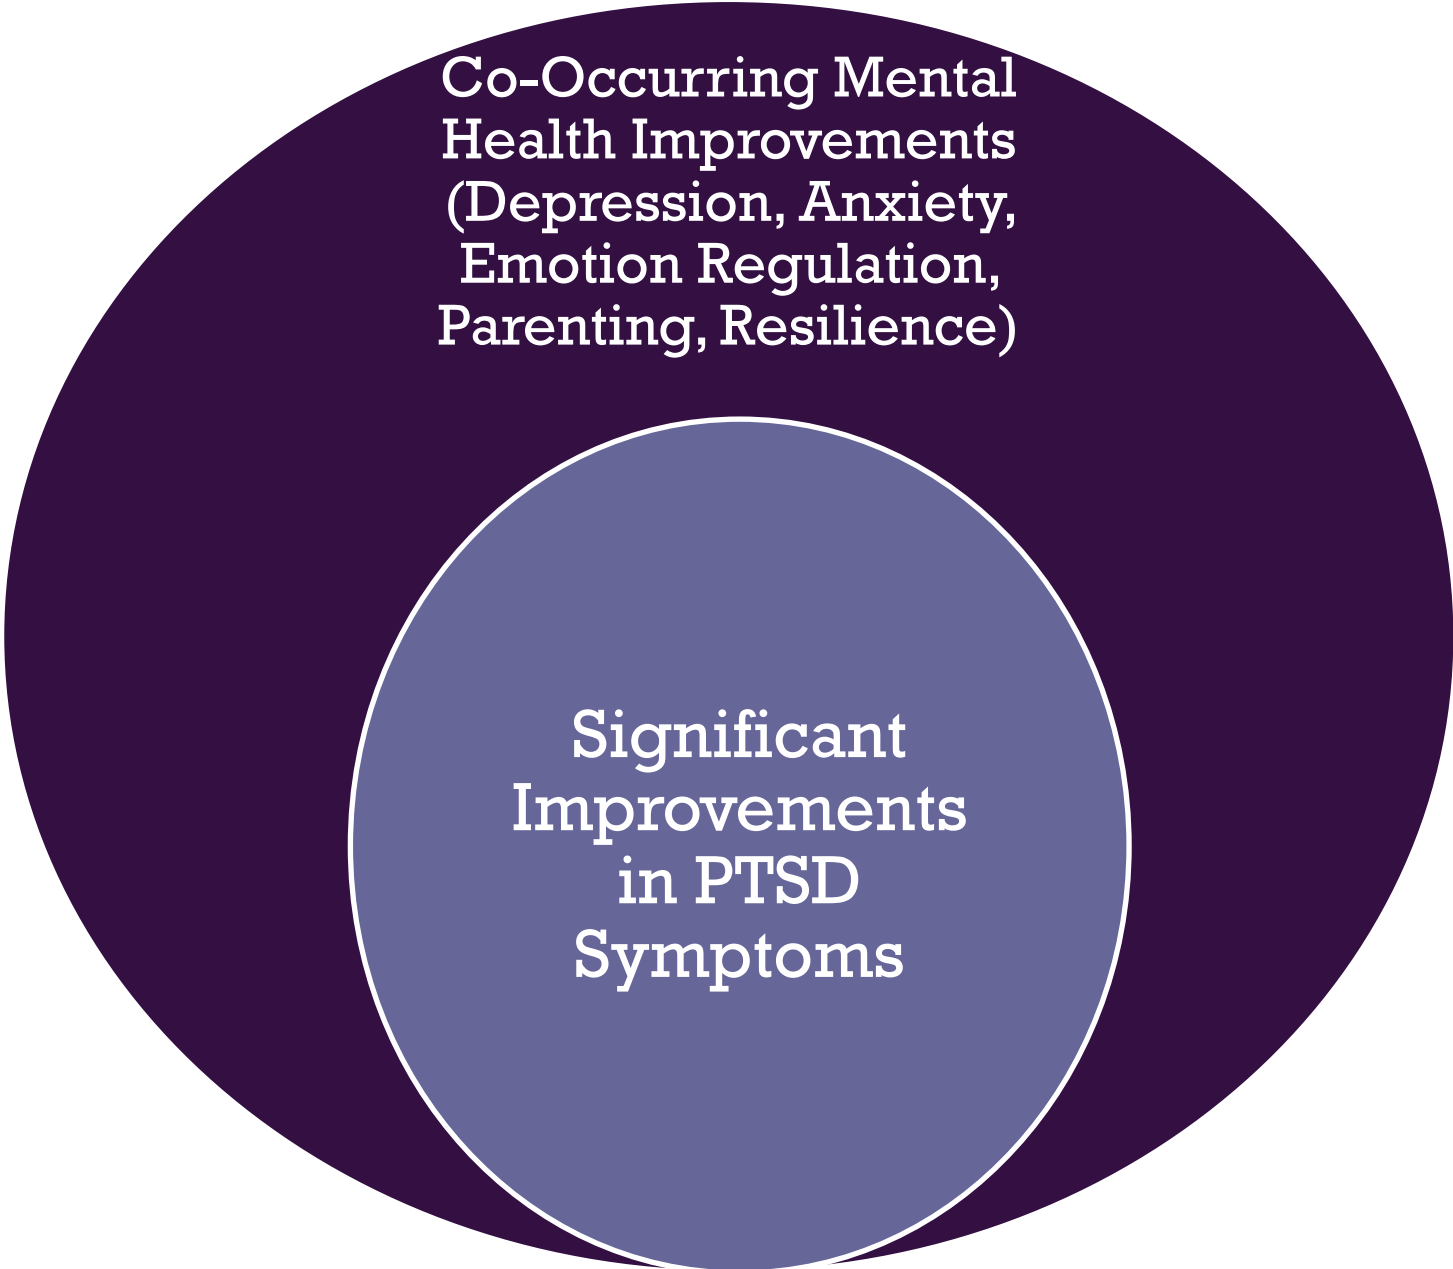 Co-Occurring Mental
Health Improvements
(Depression, Anxiety,
Emotion Regulation,
Parenting, Resilience)
Significant
Improvements
in PTSD
Symptoms